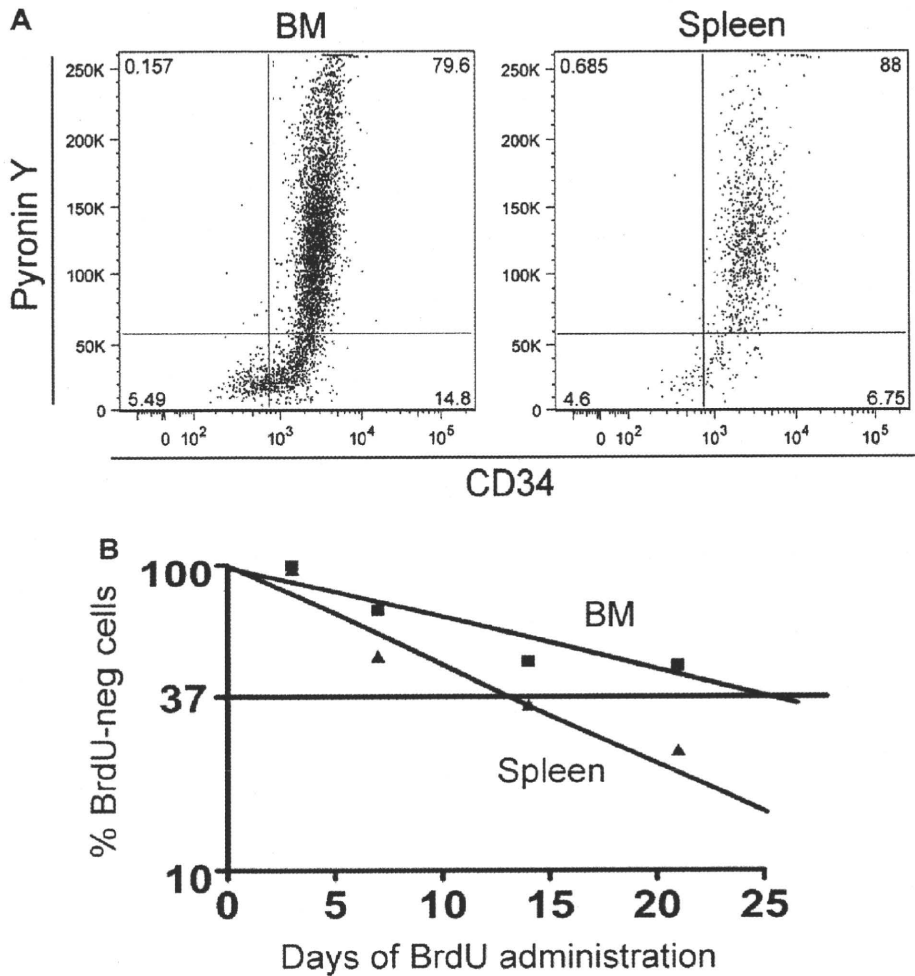 A
BM
Spleen
Pyronin Y
250K
200K
150K
100K
50K
0
0.157
79.6
5.49
14.8
0 10² 10³ 10⁴ 10⁵
250K
200K
150K
100K
50K
0
0.685
88
4.6
6.75
0 10² 10³ 10⁴ 10⁵
CD34
B
% BrdU-neg cells
100
37
10
BM
Spleen
0 5 10 15 20 25
Days of BrdU administration